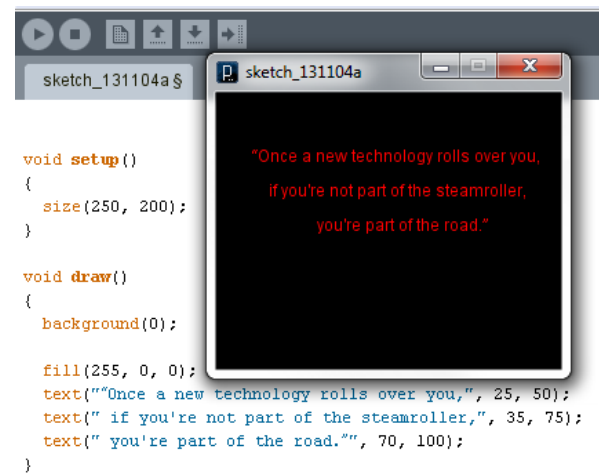 sketch_131104a §
sketch_131104a
"Once a new technology rolls over you,
if you're not part of the steamroller,
you're part of the road."
void setup()
{
size(250, 200);
}
void draw()
{
background(0);
fill(255, 0, 0);
text("“Once a new technology rolls over you,", 25, 50);
text(" if you're not part of the steamroller,", 35, 75);
text(" you're part of the road.”", 70, 100);
}